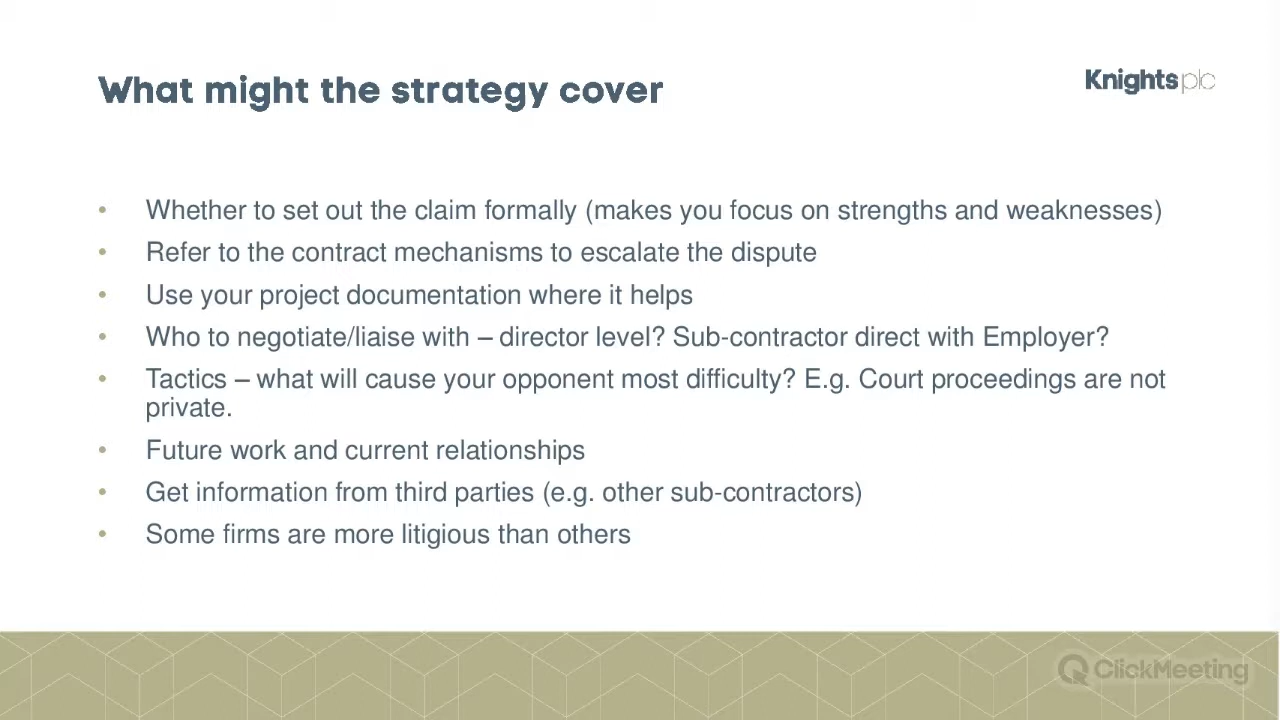 What might the strategy cover
Knights plc
• Whether to set out the claim formally (makes you focus on strengths and weaknesses)
• Refer to the contract mechanisms to escalate the dispute
• Use your project documentation where it helps
• Who to negotiate/liaise with – director level? Sub-contractor direct with Employer?
• Tactics – what will cause your opponent most difficulty? E.g. Court proceedings are not
private.
• Future work and current relationships
• Get information from third parties (e.g. other sub-contractors)
• Some firms are more litigious than others
ClickMeeting